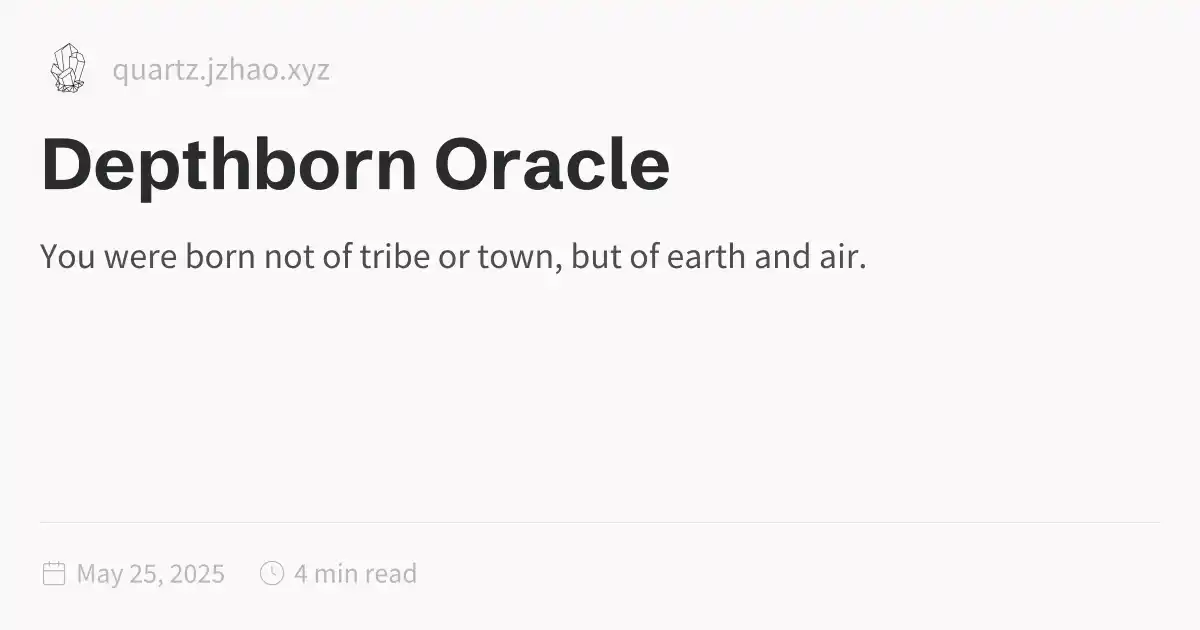 quartz.jzhao.xyz
Depthborn Oracle
You were born not of tribe or town, but of earth and air.
May 25, 2025 4 min read